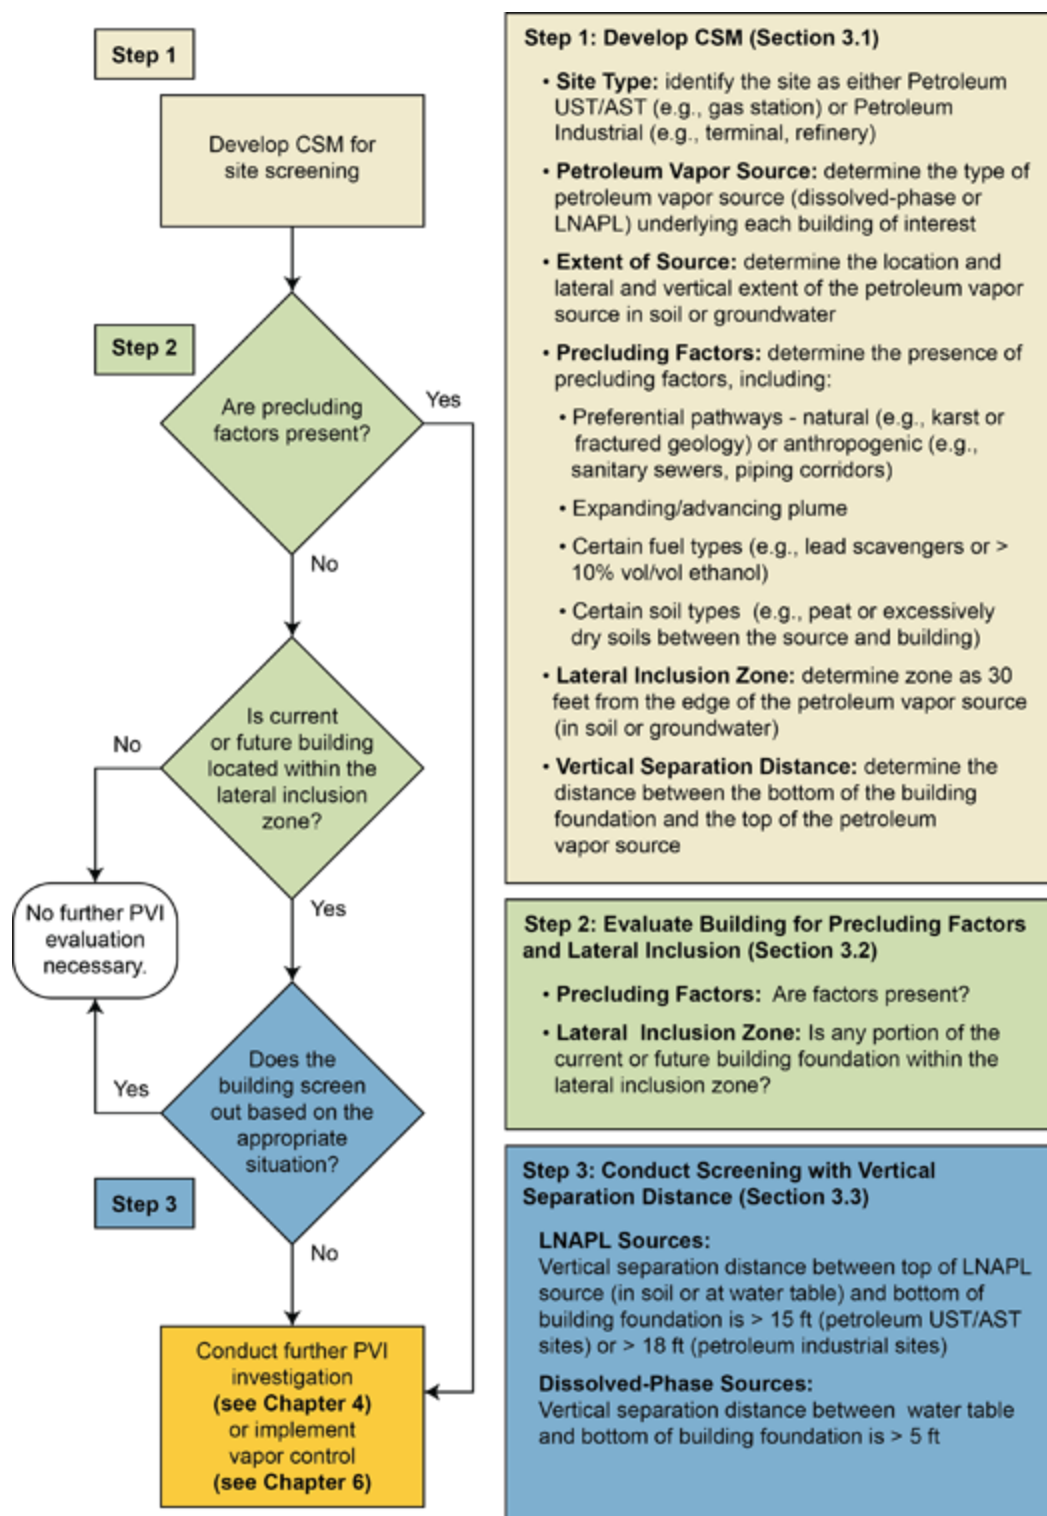 Step 1
Develop CSM for
site screening
Step 2
Are precluding
factors present?
Yes
No
Is current
or future building
located within the
lateral inclusion
zone?
No
Yes
No further PVI
evaluation
necessary.
Does the
building screen
out based on the
appropriate
situation?
Yes
Step 3
No
Conduct further PVI
investigation
(see Chapter 4)
or implement
vapor control
(see Chapter 6)
Step 1: Develop CSM (Section 3.1)
• Site Type: identify the site as either Petroleum
UST/AST (e.g., gas station) or Petroleum
Industrial (e.g., terminal, refinery)
• Petroleum Vapor Source: determine the type of
petroleum vapor source (dissolved-phase or
LNAPL) underlying each building of interest
• Extent of Source: determine the location and
lateral and vertical extent of the petroleum vapor
source in soil or groundwater
• Precluding Factors: determine the presence of
precluding factors, including:
• Preferential pathways - natural (e.g., karst or
fractured geology) or anthropogenic (e.g.,
sanitary sewers, piping corridors)
• Expanding/advancing plume
• Certain fuel types (e.g., lead scavengers or >
10% vol/vol ethanol)
• Certain soil types (e.g., peat or excessively
dry soils between the source and building)
• Lateral Inclusion Zone: determine zone as 30
feet from the edge of the petroleum vapor source
(in soil or groundwater)
• Vertical Separation Distance: determine the
distance between the bottom of the building
foundation and the top of the petroleum
vapor source
Step 2: Evaluate Building for Precluding Factors
and Lateral Inclusion (Section 3.2)
• Precluding Factors: Are factors present?
• Lateral Inclusion Zone: Is any portion of the
current or future building foundation within the
lateral inclusion zone?
Step 3: Conduct Screening with Vertical
Separation Distance (Section 3.3)
LNAPL Sources:
Vertical separation distance between top of LNAPL
source (in soil or at water table) and bottom of
building foundation is > 15 ft (petroleum UST/AST
sites) or > 18 ft (petroleum industrial sites)
Dissolved-Phase Sources:
Vertical separation distance between water table
and bottom of building foundation is > 5 ft